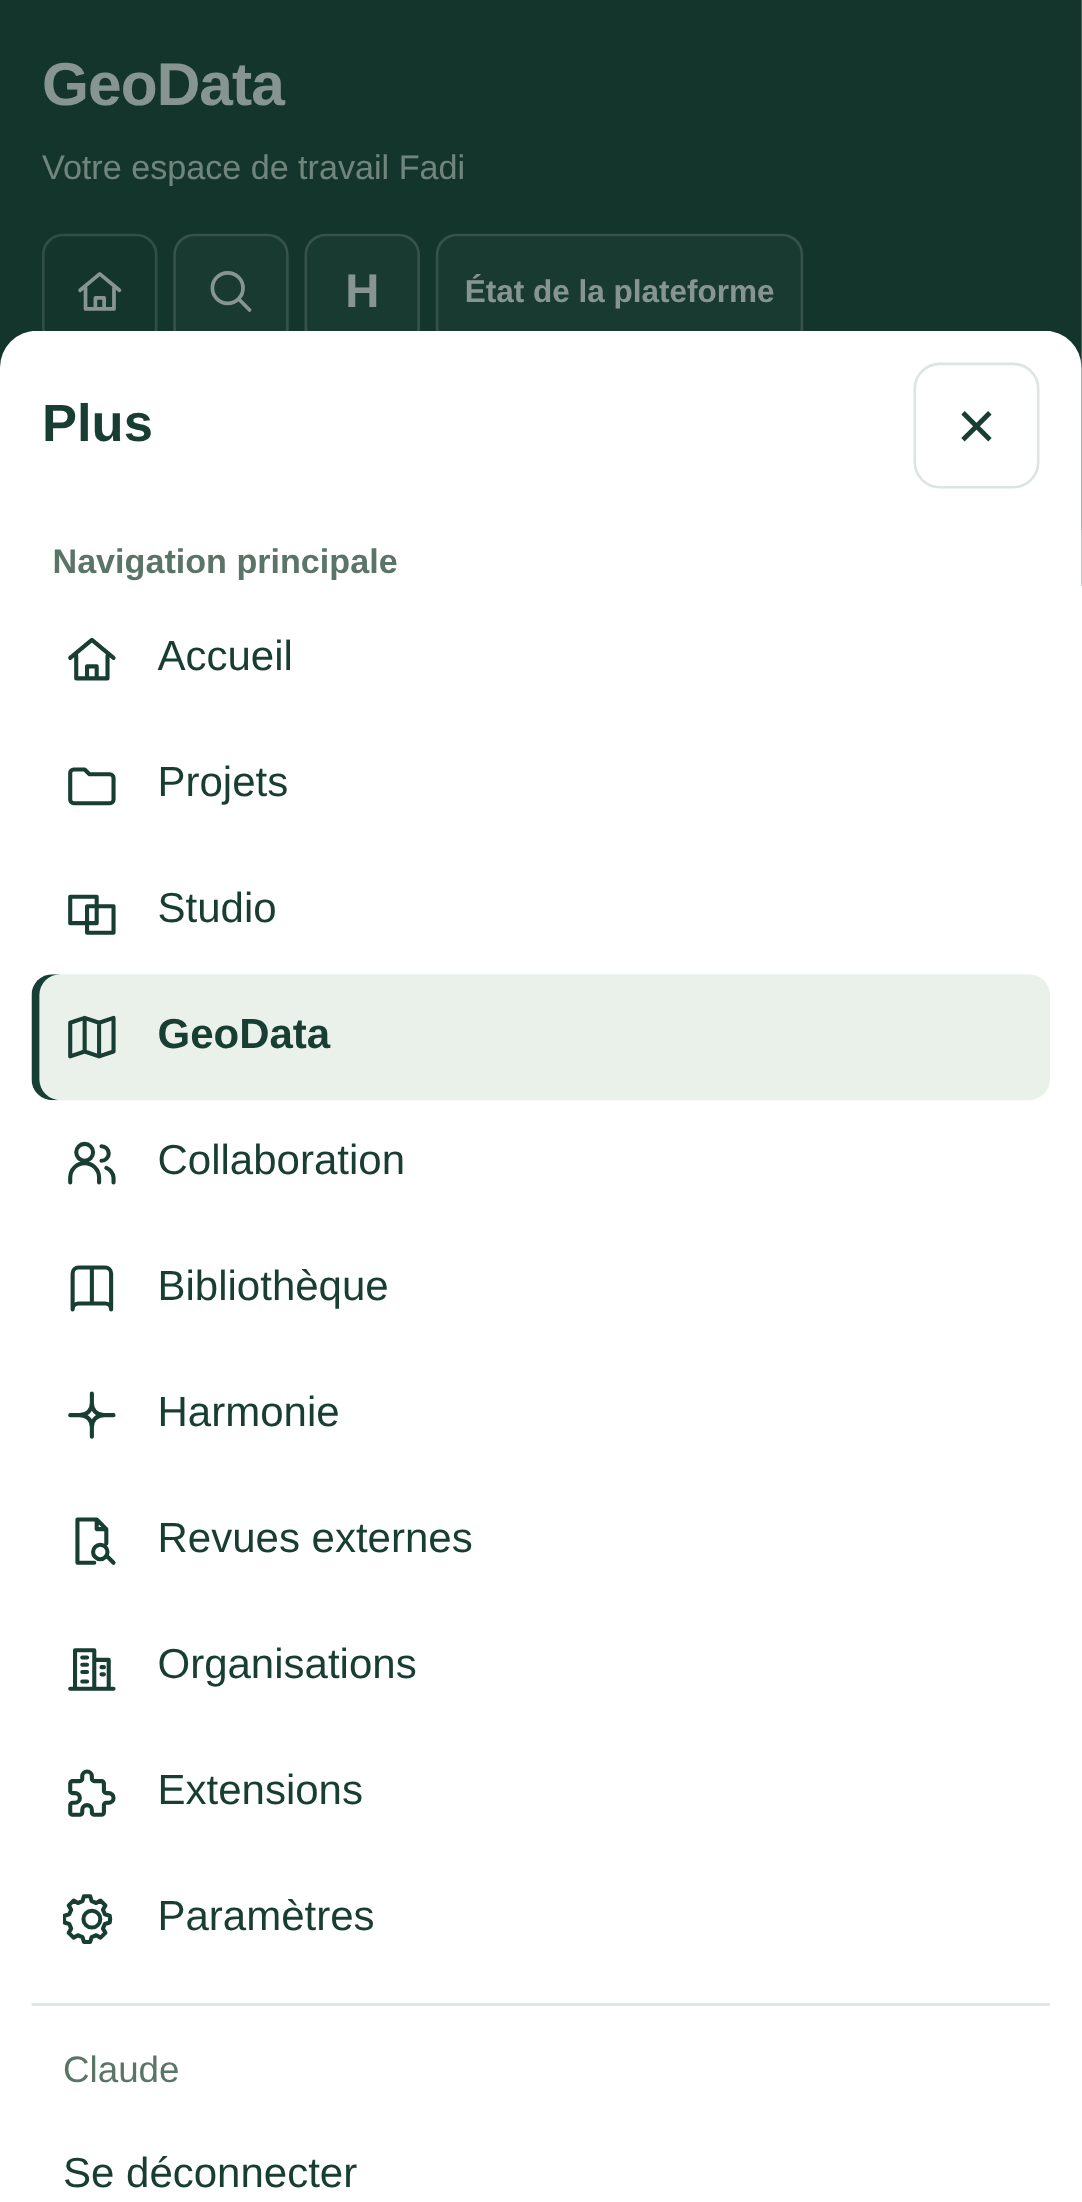 GeoData
Votre espace de travail Fadi
H
État de la plateforme
Plus
Navigation principale
Accueil
Projets
Studio
GeoData
Collaboration
Bibliothèque
Harmonie
Revues externes
Organisations
Extensions
Paramètres
Claude
Se déconnecter